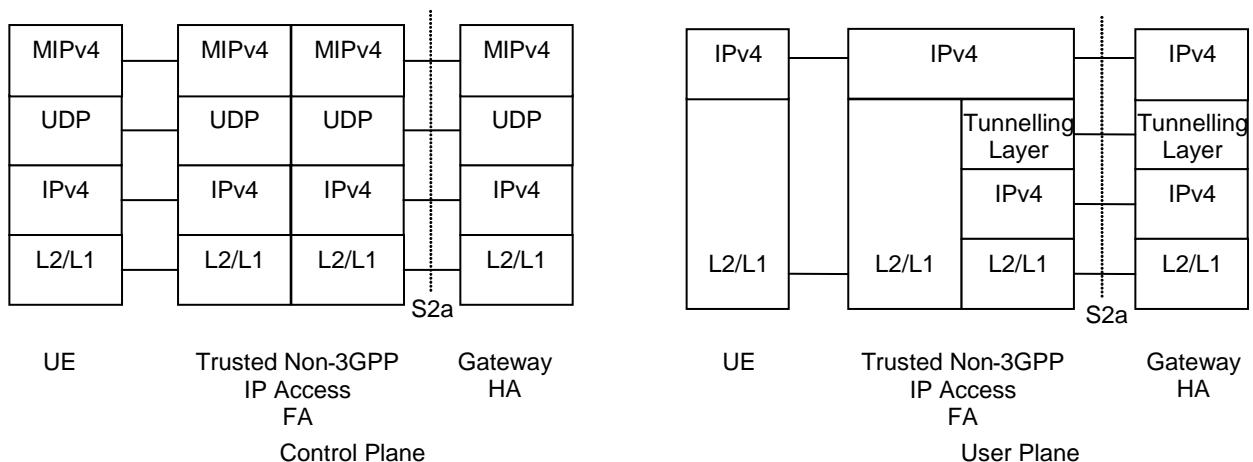 MIPv4 MIPv4 MIPv4 MIPv4
UDP UDP UDP UDP
IPv4 IPv4 IPv4 IPv4
L2/L1 L2/L1 L2/L1 L2/L1
S2a
UE Trusted Non-3GPP Gateway
IP Access HA
FA
Control Plane
IPv4 IPv4 IPv4
Tunnelling Tunnelling
Layer Layer
IPv4 IPv4
L2/L1 L2/L1 L2/L1 L2/L1
S2a
UE Trusted Non-3GPP Gateway
IP Access HA
FA
User Plane